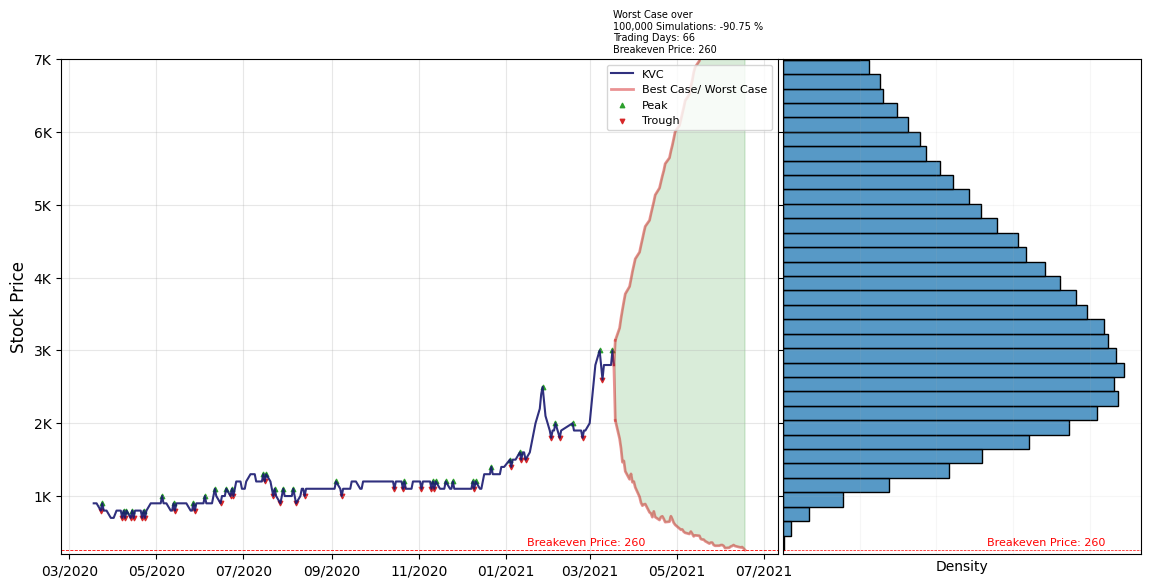 Worst Case over
100,000 Simulations: -90.75 %
Trading Days: 66
Breakeven Price: 260
7K
6K
5K
4K
3K
2K
1K
Stock Price
KVC
Best Case/ Worst Case
Peak
Trough
Breakeven Price: 260
Breakeven Price: 260
03/2020 05/2020 07/2020 09/2020 11/2020 01/2021 03/2021 05/2021 07/2021
Density